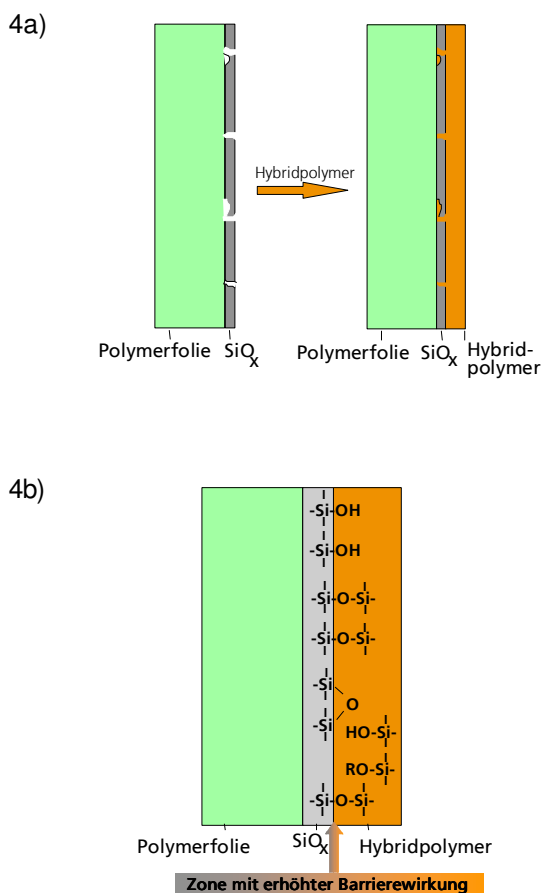 4a)
Hybridpolymer
Polymerfolie SiOx Polymerfolie SiOx Hybrid-
polymer
4b)
-Si-OH
-Si-OH
-Si-O-Si-
-Si-O-Si-
-Si
O
-Si HO-Si-
RO-Si-
-Si-O-Si-
Polymerfolie SiOx Hybridpolymer
Zone mit erhöhter Barrierewirkung